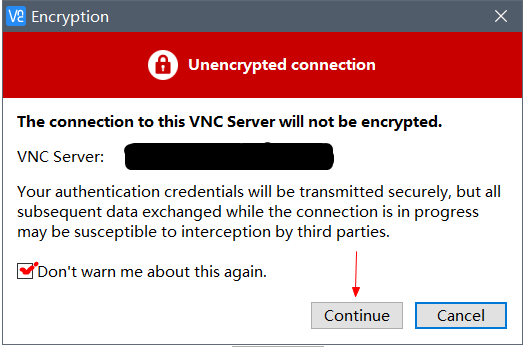 Encryption
Unencrypted connection
The connection to this VNC Server will not be encrypted.
VNC Server:
Your authentication credentials will be transmitted securely, but all
subsequent data exchanged while the connection is in progress
may be susceptible to interception by third parties.
Don't warn me about this again.
Continue
Cancel